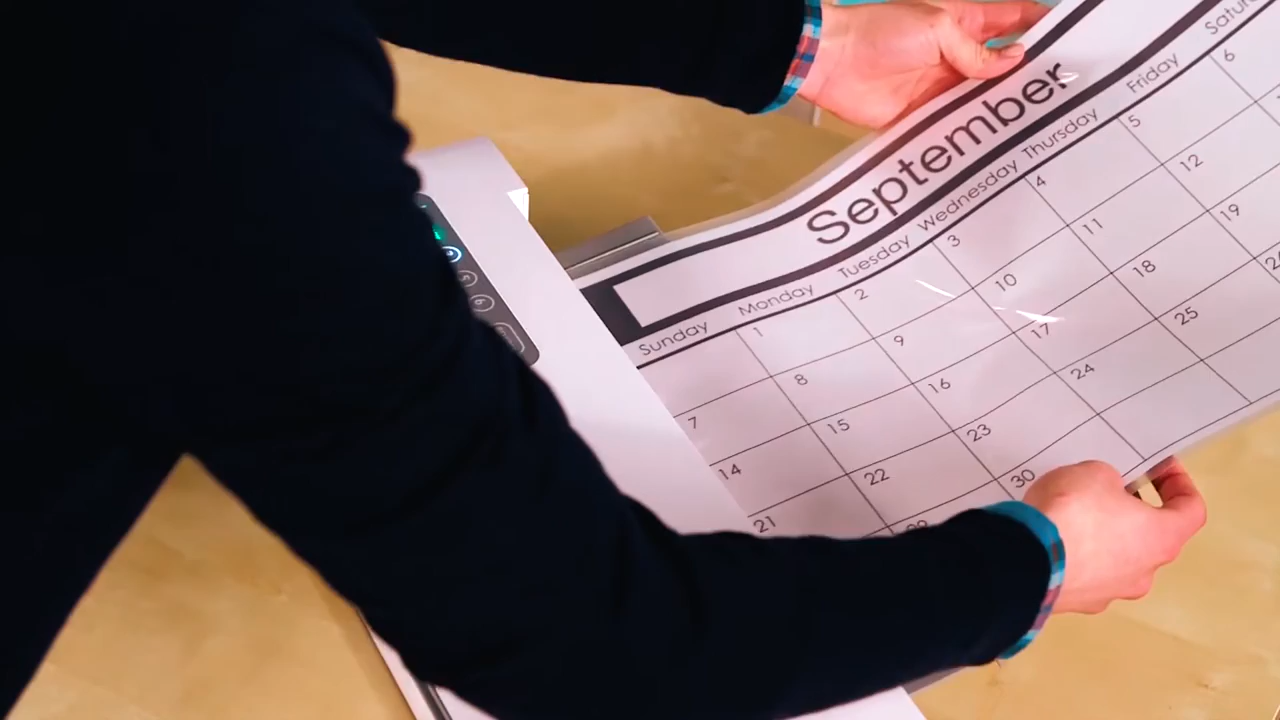 September
Sunday Monday Tuesday Wednesday Thursday Friday
1 2 3 4 5 6
7 8 9 10 11 12
14 15 16 17 18 19
21 22 23 24 25
30